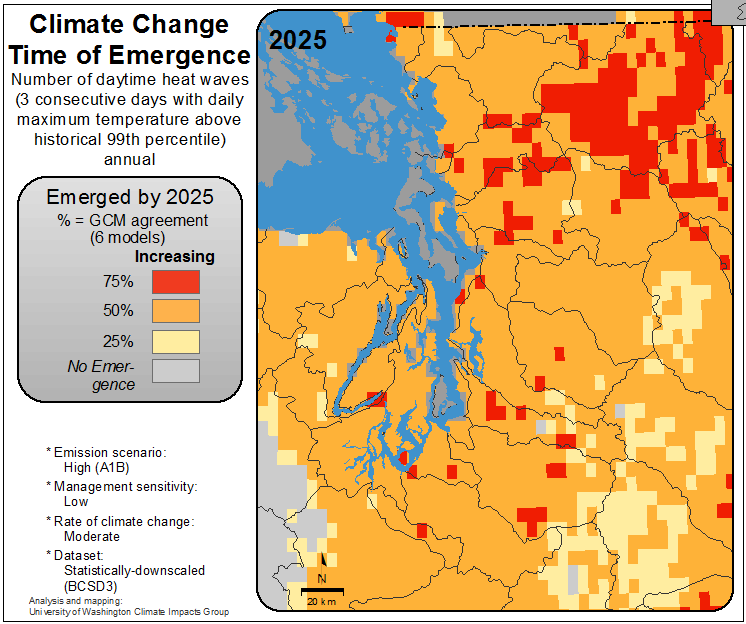 Climate Change
Time of Emergence
Number of daytime heat waves
(3 consecutive days with daily
maximum temperature above
historical 99th percentile)
annual
Emerged by 2025
% = GCM agreement
(6 models)
Increasing
75%
50%
25%
No Emer-
gence
* Emission scenario:
High (A1B)
* Management sensitivity:
Low
* Rate of climate change:
Moderate
* Dataset:
Statistically-downscaled
(BCSD3)
Analysis and mapping:
University of Washington Climate Impacts Group
2025
N
20 km